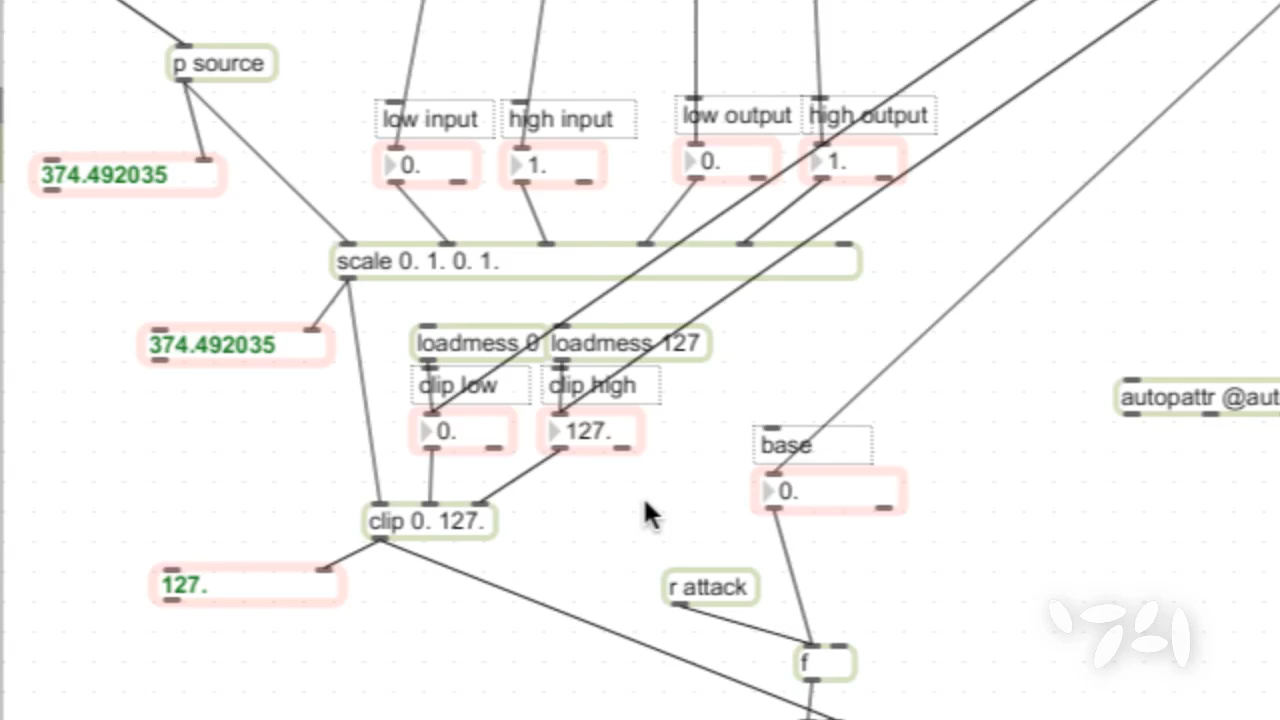 p source
low input
high input
low output
high output
374.492035
0.
1.
0.
1.
scale 0. 1. 0. 1.
374.492035
loadmess 0
loadmess 127
clip low
clip high
autopattr @aut
0.
127.
base
0.
clip 0. 127.
127.
r attack
f